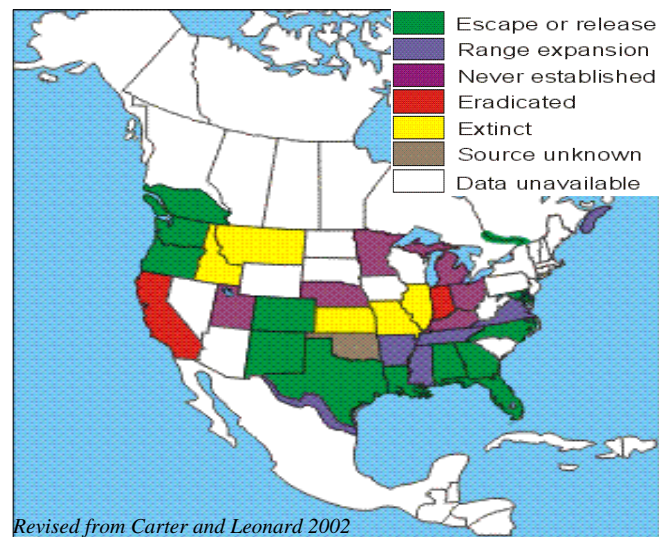 Escape or release
Range expansion
Never established
Eradicated
Extinct
Source unknown
Data unavailable
Revised from Carter and Leonard 2002